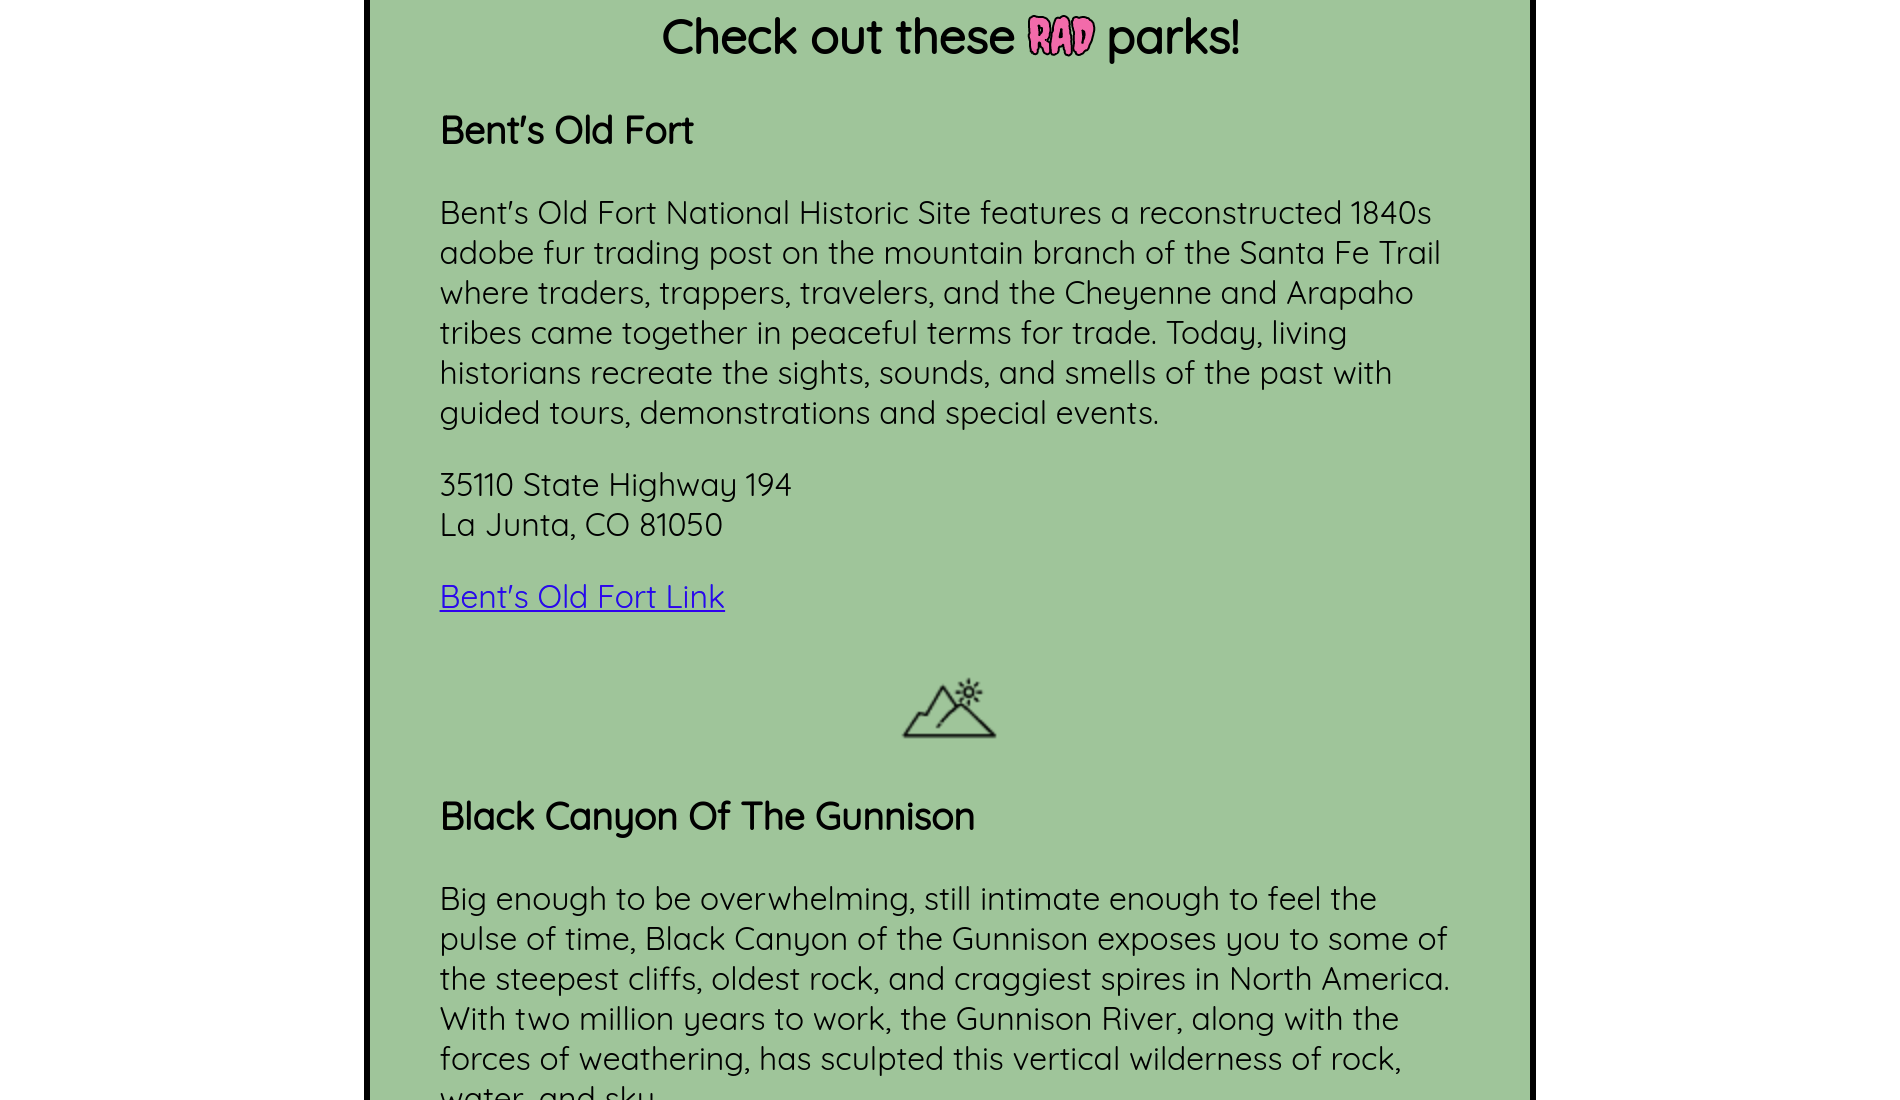 Check out these RAD parks!
Bent's Old Fort
Bent's Old Fort National Historic Site features a reconstructed 1840s
adobe fur trading post on the mountain branch of the Santa Fe Trail
where traders, trappers, travelers, and the Cheyenne and Arapaho
tribes came together in peaceful terms for trade. Today, living
historians recreate the sights, sounds, and smells of the past with
guided tours, demonstrations and special events.
35110 State Highway 194
La Junta, CO 81050
Bent's Old Fort Link
Black Canyon Of The Gunnison
Big enough to be overwhelming, still intimate enough to feel the
pulse of time, Black Canyon of the Gunnison exposes you to some of
the steepest cliffs, oldest rock, and craggiest spires in North America.
With two million years to work, the Gunnison River, along with the
forces of weathering, has sculpted this vertical wilderness of rock,
water, and sky.